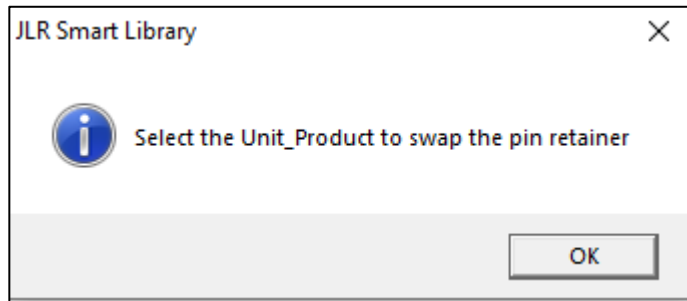 JLR Smart Library
Select the Unit_Product to swap the pin retainer
OK